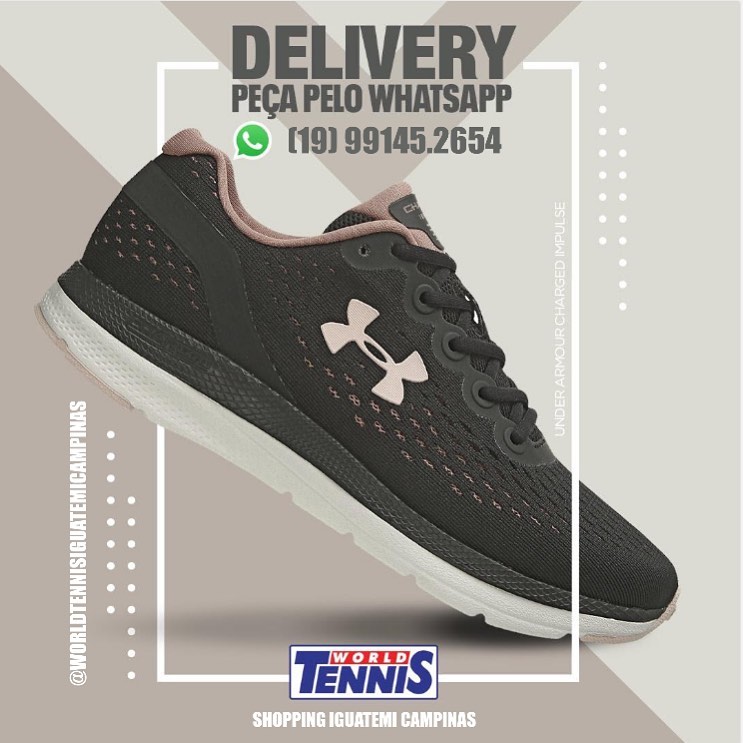 DELIVERY
PEÇA PELO WHATSAPP
(19) 99145.2654
UNDER ARMOUR CHARGED IMPULSE
@WORLDTENNISIGUATEMICAMPINAS
WORLD
TENNIS
SHOPPING IGUATEMI CAMPINAS